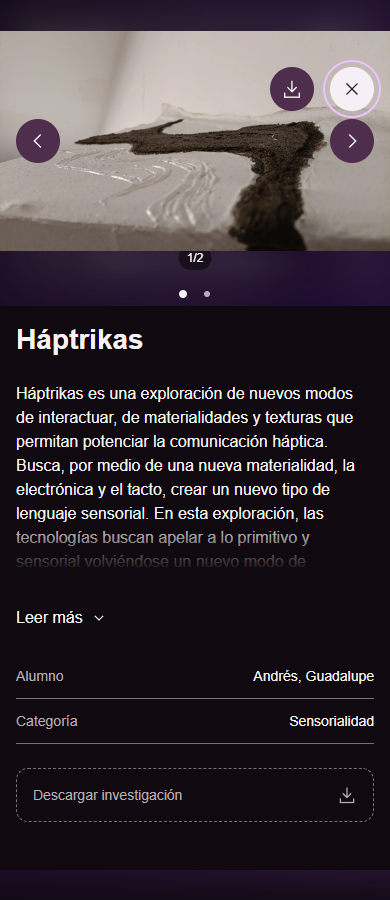 1/2
Háptrikas
Háptrikas es una exploración de nuevos modos
de interactuar, de materialidades y texturas que
permitan potenciar la comunicación háptica.
Busca, por medio de una nueva materialidad, la
electrónica y el tacto, crear un nuevo tipo de
lenguaje sensorial. En esta exploración, las
tecnologías buscan apelar a lo primitivo y
sensorial volviéndose un nuevo modo de
Leer más
Alumno Andrés, Guadalupe
Categoría Sensorialidad
Descargar investigación